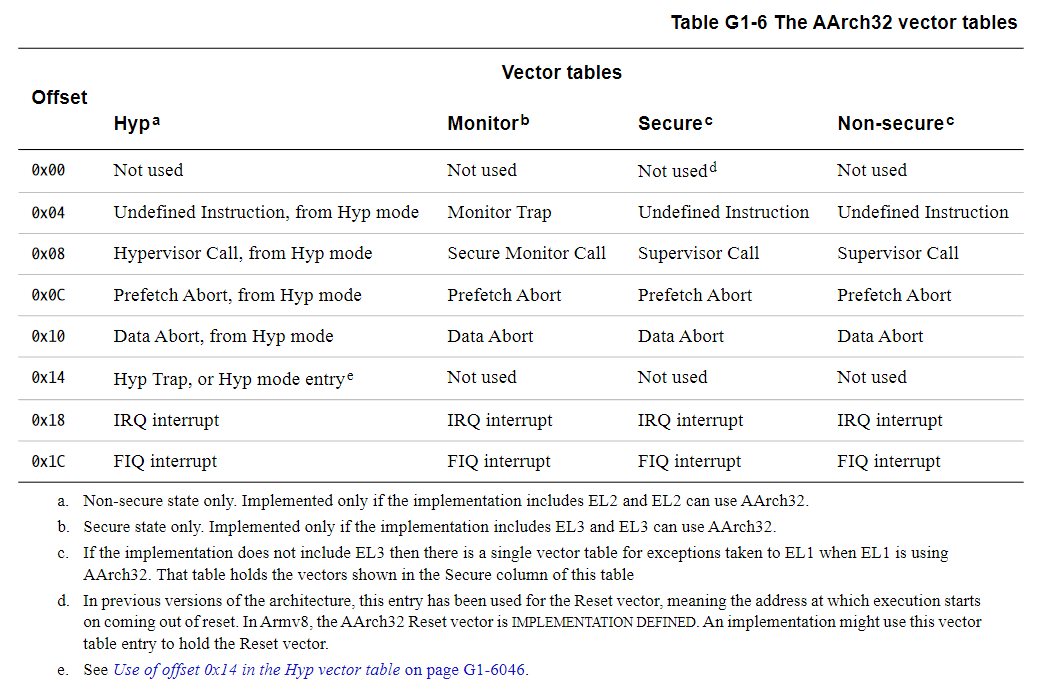 Table G1-6 The AArch32 vector tables
Vector tables
Offset
Hyp a Monitor b Secure c Non-secure c
0x00 Not used Not used Not used d Not used
0x04 Undefined Instruction, from Hyp mode Monitor Trap Undefined Instruction Undefined Instruction
0x08 Hypervisor Call, from Hyp mode Secure Monitor Call Supervisor Call Supervisor Call
0x0C Prefetch Abort, from Hyp mode Prefetch Abort Prefetch Abort Prefetch Abort
0x10 Data Abort, from Hyp mode Data Abort Data Abort Data Abort
0x14 Hyp Trap, or Hyp mode entry e Not used Not used Not used
0x18 IRQ interrupt IRQ interrupt IRQ interrupt IRQ interrupt
0x1C FIQ interrupt FIQ interrupt FIQ interrupt FIQ interrupt
a. Non-secure state only. Implemented only if the implementation includes EL2 and EL2 can use AArch32.
b. Secure state only. Implemented only if the implementation includes EL3 and EL3 can use AArch32.
c. If the implementation does not include EL3 then there is a single vector table for exceptions taken to EL1 when EL1 is using
AArch32. That table holds the vectors shown in the Secure column of this table
d. In previous versions of the architecture, this entry has been used for the Reset vector, meaning the address at which execution starts
on coming out of reset. In Armv8, the AArch32 Reset vector is IMPLEMENTATION DEFINED. An implementation might use this vector
table entry to hold the Reset vector.
e. See Use of offset 0x14 in the Hyp vector table on page G1-6046.